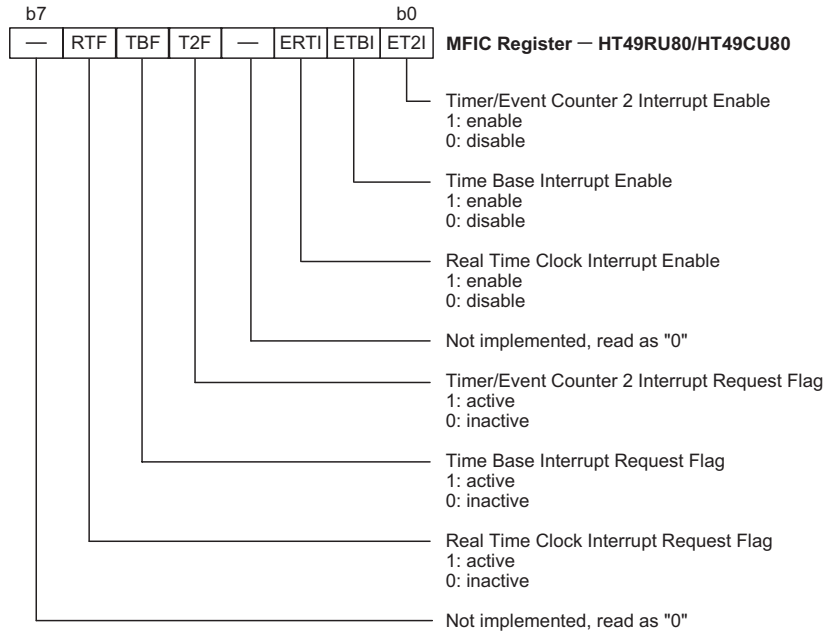 b7 b0
— RTF TBF T2F — ERTI ETBI ET2I MFIC Register — HT49RU80/HT49CU80
Timer/Event Counter 2 Interrupt Enable
1: enable
0: disable
Time Base Interrupt Enable
1: enable
0: disable
Real Time Clock Interrupt Enable
1: enable
0: disable
Not implemented, read as "0"
Timer/Event Counter 2 Interrupt Request Flag
1: active
0: inactive
Time Base Interrupt Request Flag
1: active
0: inactive
Real Time Clock Interrupt Request Flag
1: active
0: inactive
Not implemented, read as "0"